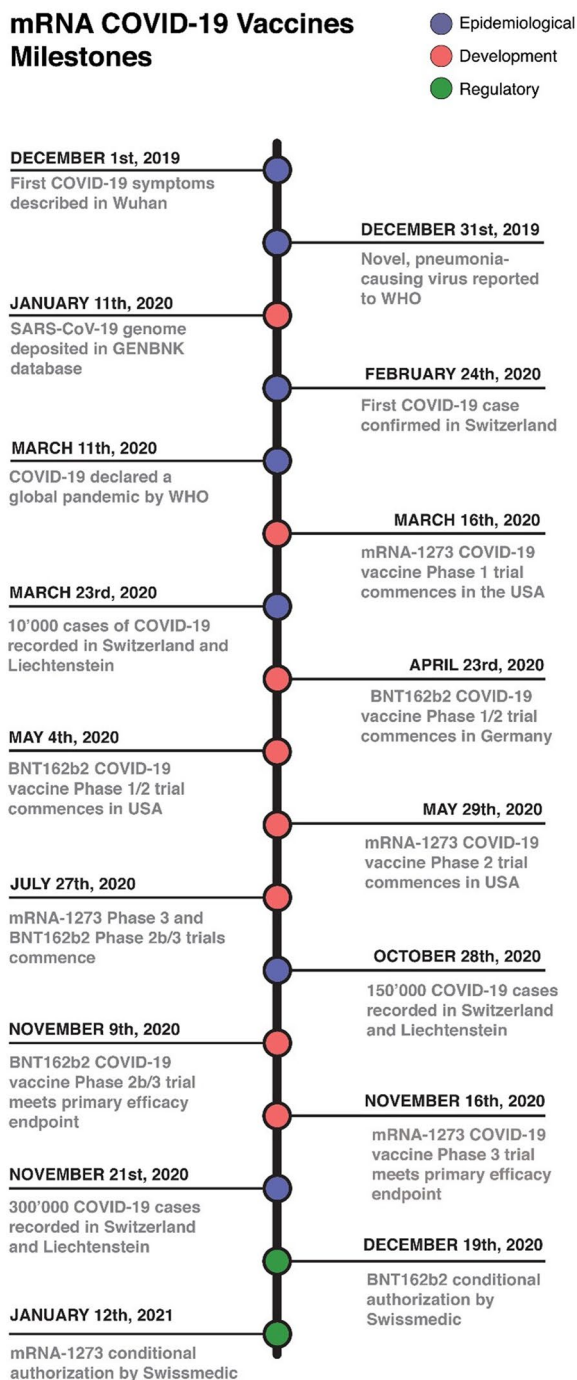 mRNA COVID-19 Vaccines
Milestones
Epidemiological
Development
Regulatory
DECEMBER 1st, 2019
First COVID-19 symptoms
described in Wuhan
DECEMBER 31st, 2019
Novel, pneumonia-
causing virus reported
to WHO
JANUARY 11th, 2020
SARS-CoV-19 genome
deposited in GENBNK
database
FEBRUARY 24th, 2020
First COVID-19 case
confirmed in Switzerland
MARCH 11th, 2020
COVID-19 declared a
global pandemic by WHO
MARCH 16th, 2020
mRNA-1273 COVID-19
vaccine Phase 1 trial
commences in the USA
MARCH 23rd, 2020
10’000 cases of COVID-19
recorded in Switzerland and
Liechtenstein
APRIL 23rd, 2020
BNT162b2 COVID-19
vaccine Phase 1/2 trial
commences in Germany
MAY 4th, 2020
BNT162b2 COVID-19
vaccine Phase 1/2 trial
commences in USA
MAY 29th, 2020
mRNA-1273 COVID-19
vaccine Phase 2 trial
commences in USA
JULY 27th, 2020
mRNA-1273 Phase 3 and
BNT162b2 Phase 2b/3 trials
commence
OCTOBER 28th, 2020
150’000 COVID-19 cases
recorded in Switzerland
and Liechtenstein
NOVEMBER 9th, 2020
BNT162b2 COVID-19
vaccine Phase 2b/3 trial
meets primary efficacy
endpoint
NOVEMBER 16th, 2020
mRNA-1273 COVID-19
vaccine Phase 3 trial
meets primary efficacy
endpoint
NOVEMBER 21st, 2020
300’000 COVID-19 cases
recorded in Switzerland
and Liechtenstein
DECEMBER 19th, 2020
BNT162b2 conditional
authorization by
Swissmedic
JANUARY 12th, 2021
mRNA-1273 conditional
authorization by Swissmedic